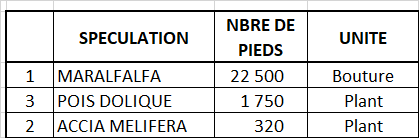 SPECULATION NBRE DE PIEDS UNITE
1 MARALFALFA 22 500 Bouture
3 POIS DOLIQUE 1 750 Plant
2 ACCIA MELIFERA 320 Plant